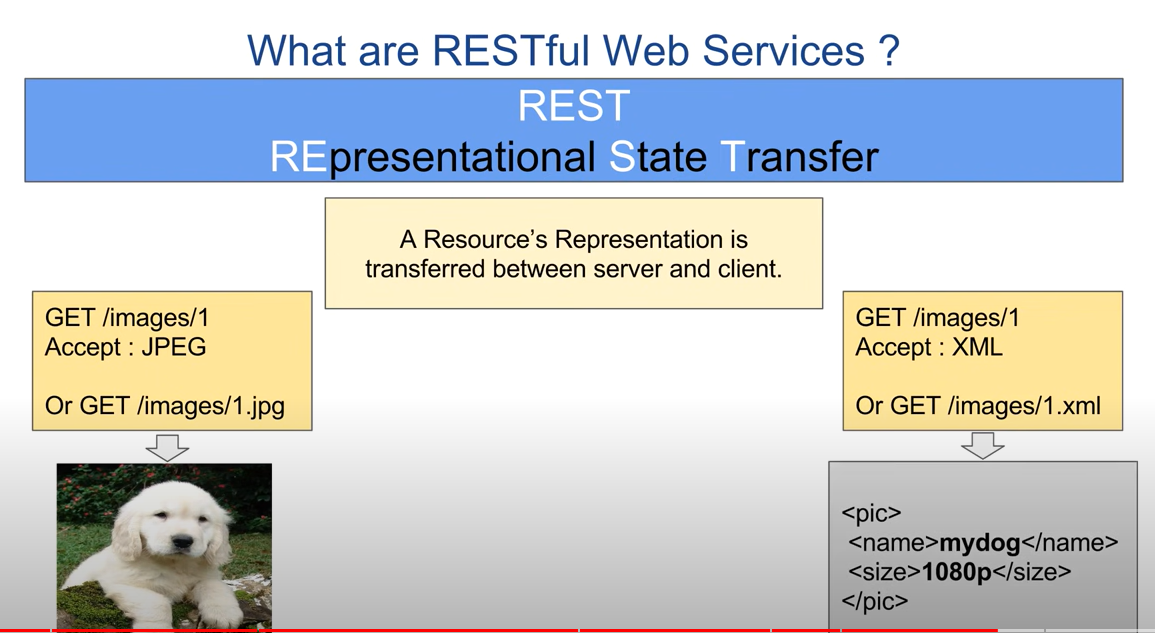 What are RESTful Web Services ?
REST
REpresentational State Transfer
A Resource’s Representation is
transferred between server and client.
GET /images/1
Accept : JPEG
Or GET /images/1.jpg
GET /images/1
Accept : XML
Or GET /images/1.xml
<pic>
<name>mydog</name>
<size>1080p</size>
</pic>